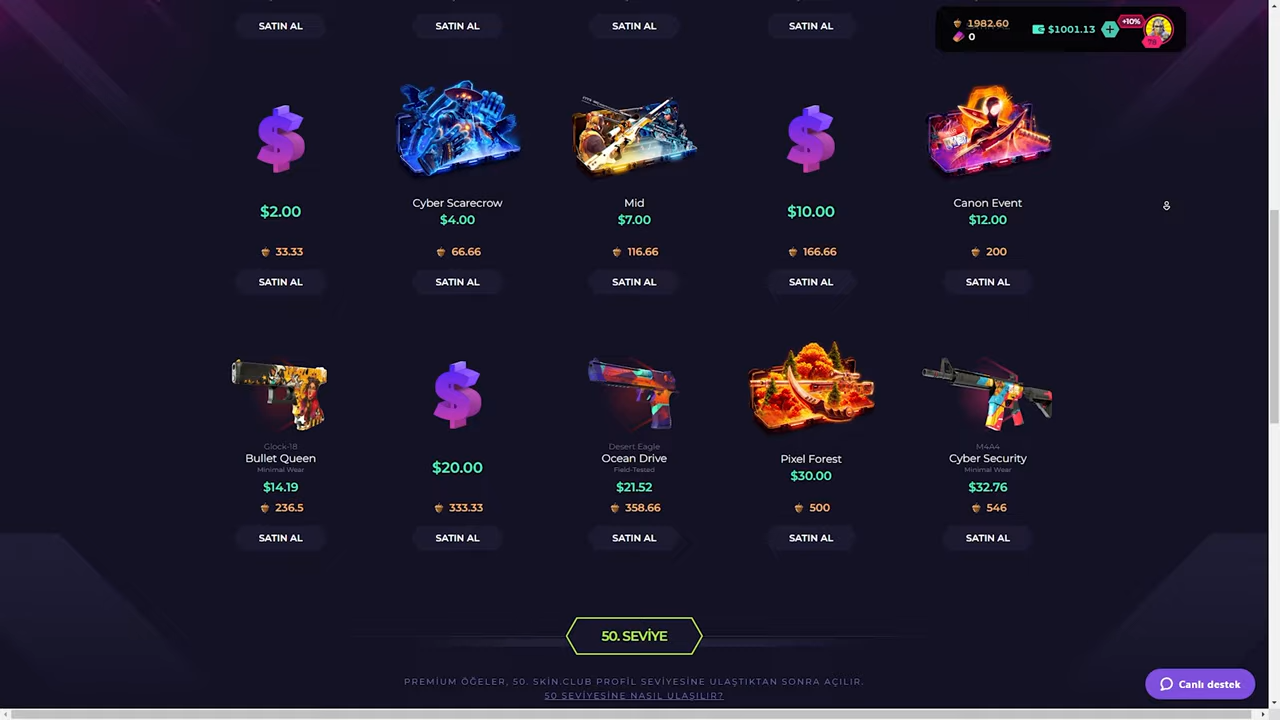 SATIN AL SATIN AL SATIN AL SATIN AL
1982.60
0
$1001.13
+10%
$2.00
Cyber Scarecrow
$4.00
Mid
$7.00
$10.00
Canon Event
$12.00
33.33
66.66
116.66
166.66
200
SATIN AL SATIN AL SATIN AL SATIN AL SATIN AL
Glock-18
Bullet Queen
Minimal Wear
$14.19
$20.00
Desert Eagle
Ocean Drive
Field-Tested
$21.52
Pixel Forest
$30.00
M4A4
Cyber Security
Minimal Wear
$32.76
236.5
333.33
358.66
500
546
SATIN AL SATIN AL SATIN AL SATIN AL SATIN AL
50. SEVİYE
PREMİUM ÖĞELER, 50. SKİN.CLUB PROFİL SEVİYESİNE ULAŞTIKTAN SONRA AÇILIR.
50 SEVİYESİNE NASIL ULAŞILIR?
Canlı destek